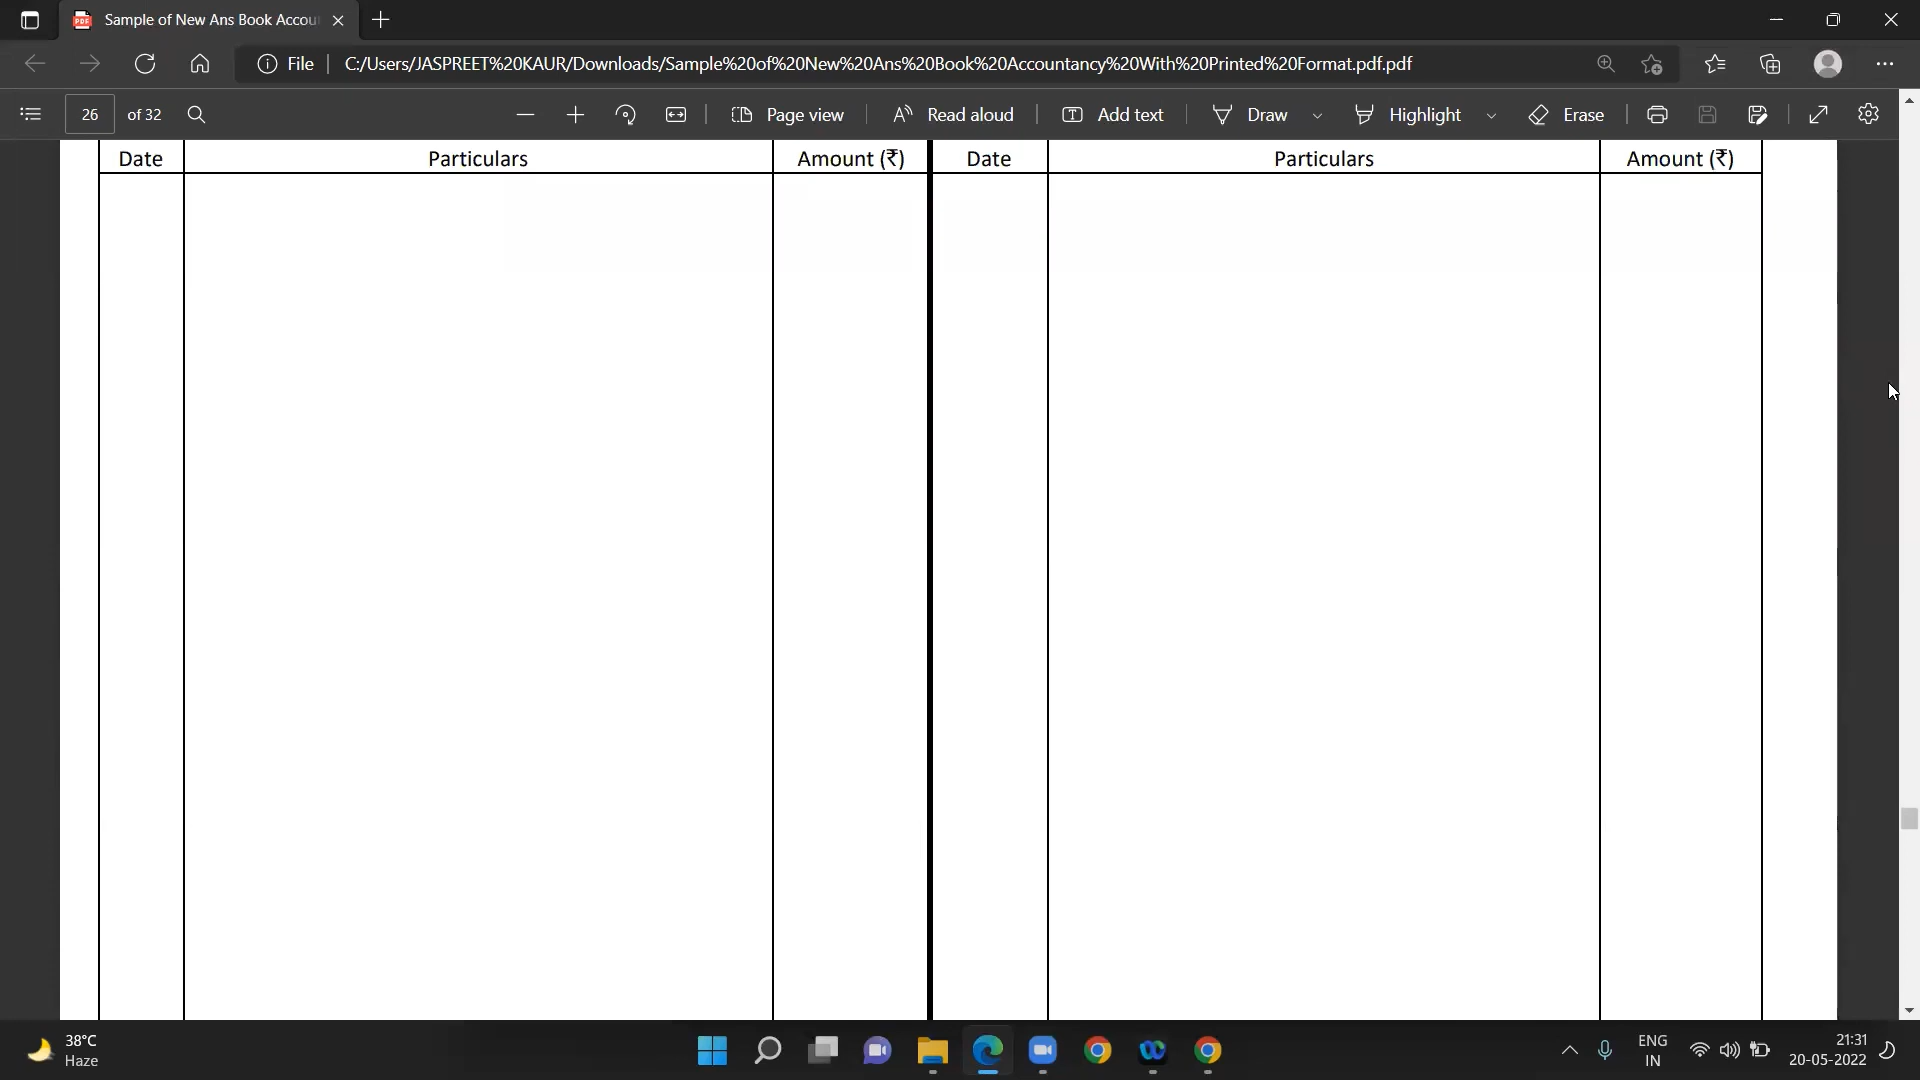 Sample of New Ans Book Accou
File
C:/Users/JASPREET%20KAUR/Downloads/Sample%20of%20New%20Ans%20Book%20Accountancy%20With%20Printed%20Format.pdf.pdf
26 of 32
Page view
Read aloud
Add text
Draw
Highlight
Erase
Date Particulars Amount (₹) Date Particulars Amount (₹)
38°C
Haze
ENG
IN
21:31
20-05-2022